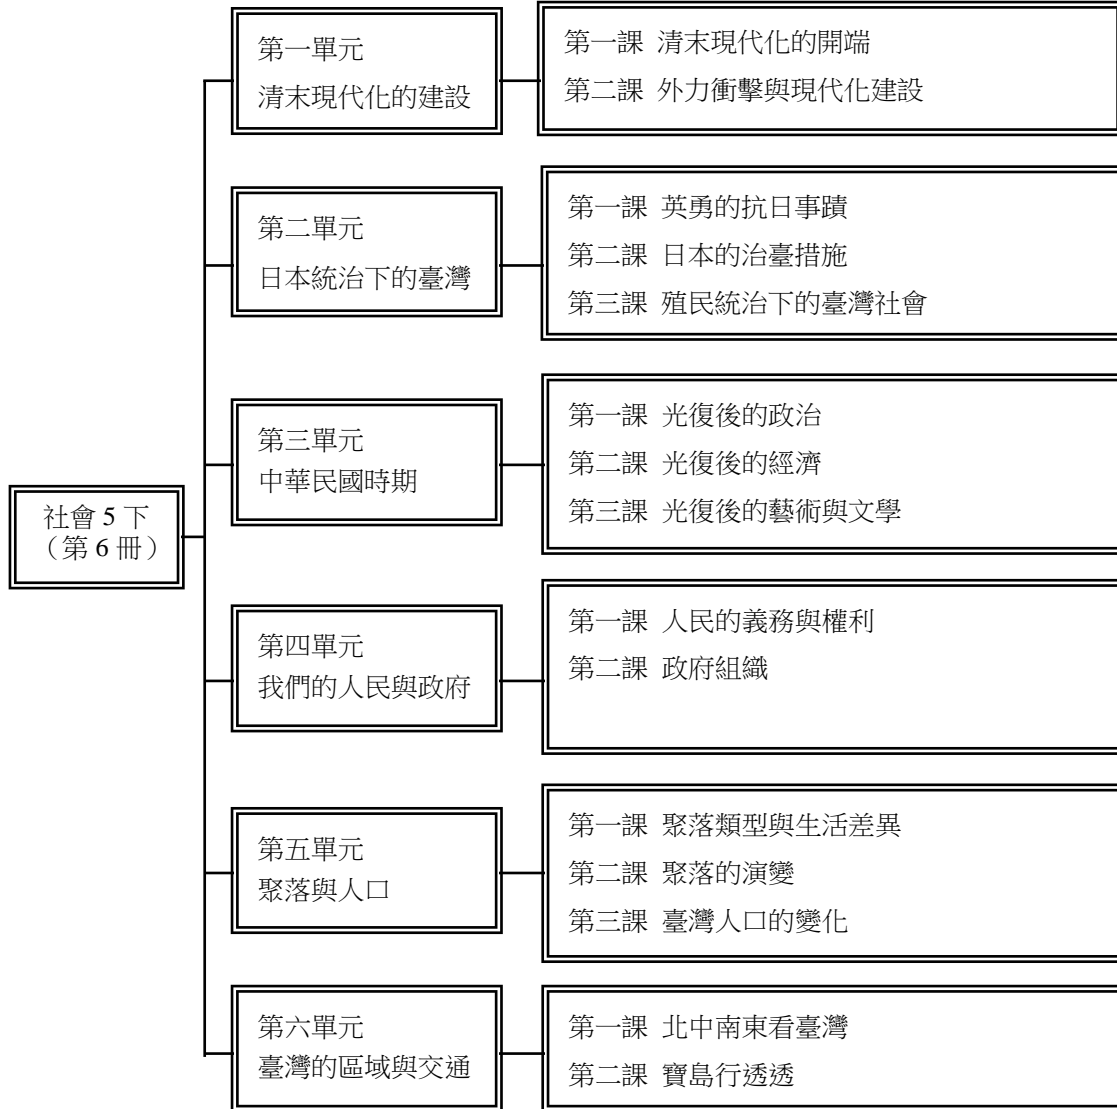 社會 5 下
（第 6 冊）
第一單元
清末現代化的建設
第一課 清末現代化的開端
第二課 外力衝擊與現代化建設
第二單元
日本統治下的臺灣
第一課 英勇的抗日事蹟
第二課 日本的治臺措施
第三課 殖民統治下的臺灣社會
第三單元
中華民國時期
第一課 光復後的政治
第二課 光復後的經濟
第三課 光復後的藝術與文學
第四單元
我們的人民與政府
第一課 人民的義務與權利
第二課 政府組織
第五單元
聚落與人口
第一課 聚落類型與生活差異
第二課 聚落的演變
第三課 臺灣人口的變化
第六單元
臺灣的區域與交通
第一課 北中南東看臺灣
第二課 寶島行透透